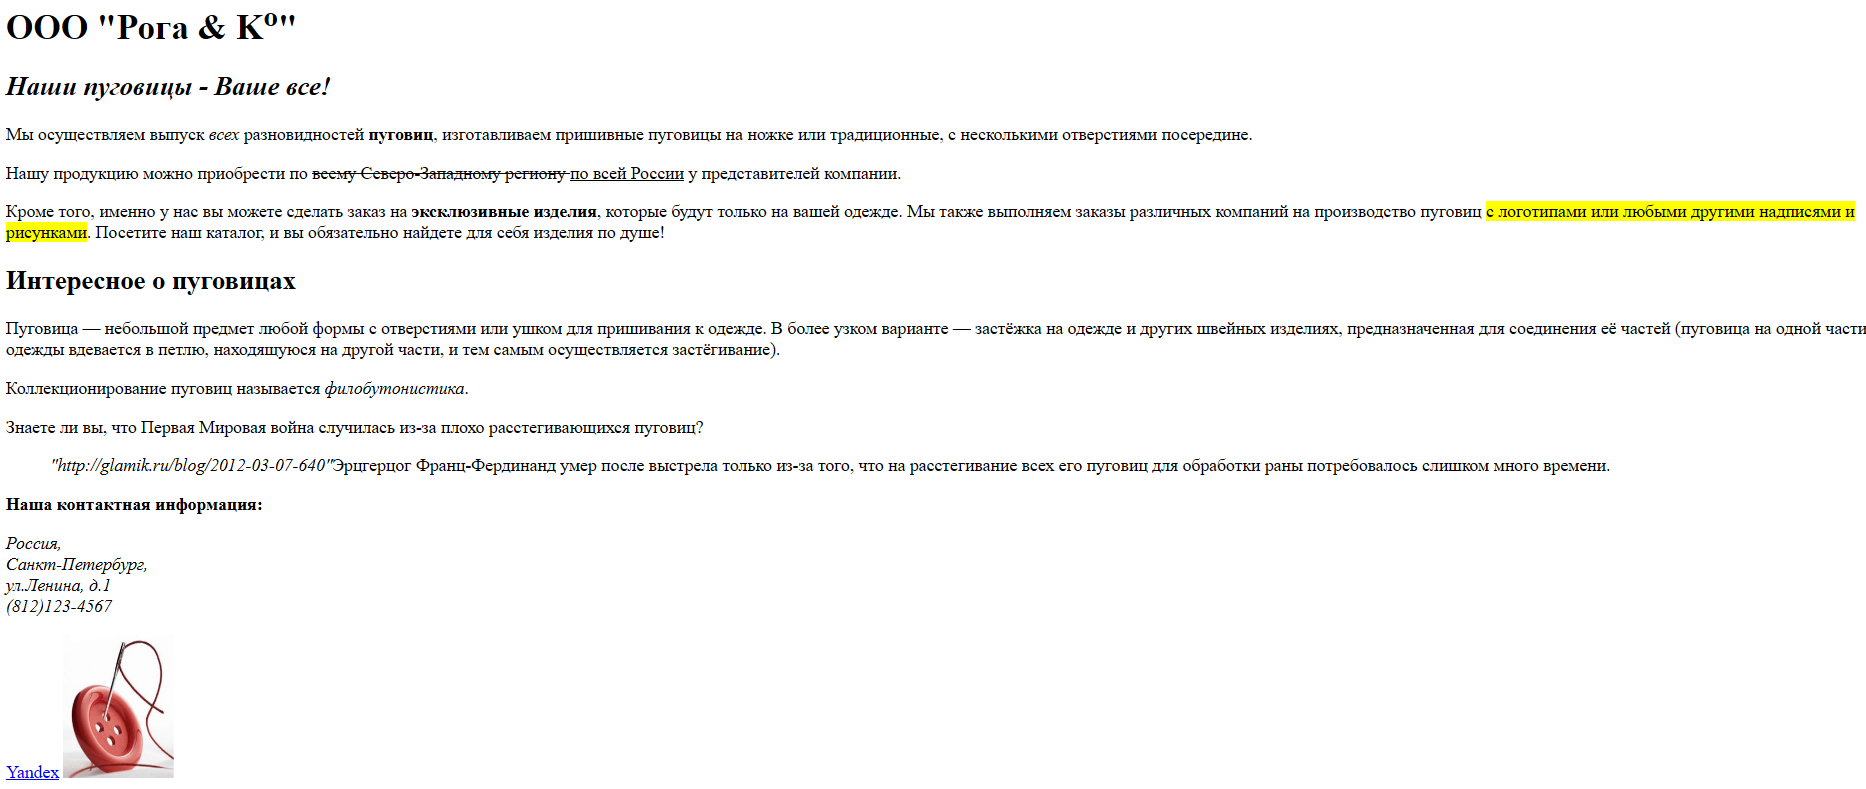 ООО "Рога & Kº"
Наши пуговицы - Ваше все!
Мы осуществляем выпуск всех разновидностей пуговиц, изготавливаем пришивные пуговицы на ножке или традиционные, с несколькими отверстиями посередине.
Нашу продукцию можно приобрести по всему Северо-Западному региону по всей России у представителей компании.
Кроме того, именно у нас вы можете сделать заказ на эксклюзивные изделия, которые будут только на вашей одежде. Мы также выполняем заказы различных компаний на производство пуговиц с логотипами или любыми другими надписями и
рисунками. Посетите наш каталог, и вы обязательно найдете для себя изделия по душе!
Интересное о пуговицах
Пуговица — небольшой предмет любой формы с отверстиями или ушком для пришивания к одежде. В более узком варианте — застёжка на одежде и других швейных изделиях, предназначенная для соединения её частей (пуговица на одной части
одежды вдевается в петлю, находящуюся на другой части, и тем самым осуществляется застёгивание).
Коллекционирование пуговиц называется филобутонистика.
Знаете ли вы, что Первая Мировая война случилась из-за плохо расстегивающихся пуговиц?
"http://glamik.ru/blog/2012-03-07-640"Эрцгерцог Франц-Фердинанд умер после выстрела только из-за того, что на расстегивание всех его пуговиц для обработки раны потребовалось слишком много времени.
Наша контактная информация:
Россия,
Санкт-Петербург,
ул.Ленина, д.1
(812)123-4567
Yandex